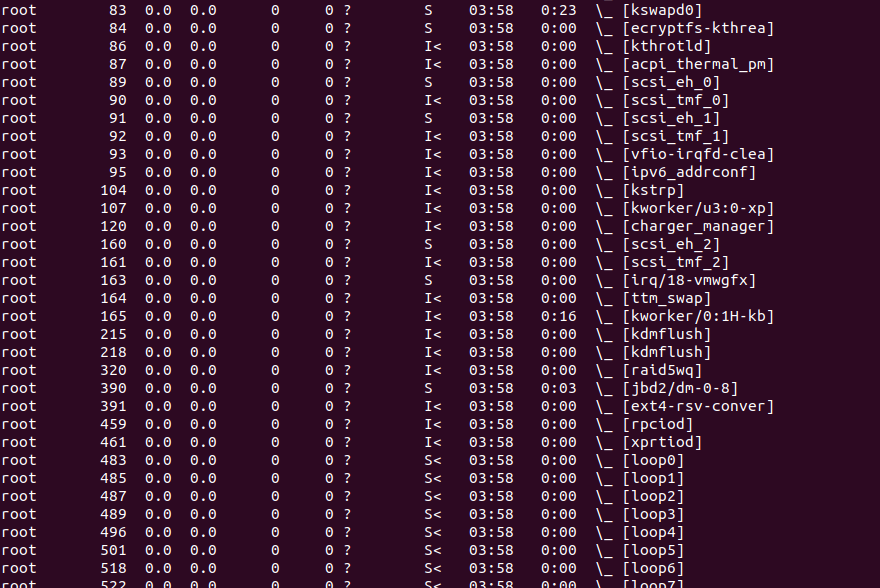 root 83 0.0 0.0 0 0 ? S 03:58 0:23 \_ [kswapd0]
root 84 0.0 0.0 0 0 ? S 03:58 0:00 \_ [ecryptfs-kthrea]
root 86 0.0 0.0 0 0 ? I< 03:58 0:00 \_ [kthrotld]
root 87 0.0 0.0 0 0 ? I< 03:58 0:00 \_ [acpi_thermal_pm]
root 89 0.0 0.0 0 0 ? S 03:58 0:00 \_ [scsi_eh_0]
root 90 0.0 0.0 0 0 ? I< 03:58 0:00 \_ [scsi_tmf_0]
root 91 0.0 0.0 0 0 ? S 03:58 0:00 \_ [scsi_eh_1]
root 92 0.0 0.0 0 0 ? I< 03:58 0:00 \_ [scsi_tmf_1]
root 93 0.0 0.0 0 0 ? I< 03:58 0:00 \_ [vfio-irqfd-clea]
root 95 0.0 0.0 0 0 ? I< 03:58 0:00 \_ [ipv6_addrconf]
root 104 0.0 0.0 0 0 ? I< 03:58 0:00 \_ [kstrp]
root 107 0.0 0.0 0 0 ? I< 03:58 0:00 \_ [kworker/u3:0-xp]
root 120 0.0 0.0 0 0 ? I< 03:58 0:00 \_ [charger_manager]
root 160 0.0 0.0 0 0 ? S 03:58 0:00 \_ [scsi_eh_2]
root 161 0.0 0.0 0 0 ? I< 03:58 0:00 \_ [scsi_tmf_2]
root 163 0.0 0.0 0 0 ? S 03:58 0:00 \_ [irq/18-vmwgfx]
root 164 0.0 0.0 0 0 ? I< 03:58 0:00 \_ [ttm_swap]
root 165 0.0 0.0 0 0 ? I< 03:58 0:16 \_ [kworker/0:1H-kb]
root 215 0.0 0.0 0 0 ? I< 03:58 0:00 \_ [kdmflush]
root 218 0.0 0.0 0 0 ? I< 03:58 0:00 \_ [kdmflush]
root 320 0.0 0.0 0 0 ? I< 03:58 0:00 \_ [raid5wq]
root 390 0.0 0.0 0 0 ? S 03:58 0:03 \_ [jbd2/dm-0-8]
root 391 0.0 0.0 0 0 ? I< 03:58 0:00 \_ [ext4-rsv-conver]
root 459 0.0 0.0 0 0 ? I< 03:58 0:00 \_ [rpciod]
root 461 0.0 0.0 0 0 ? I< 03:58 0:00 \_ [xprtiod]
root 483 0.0 0.0 0 0 ? S< 03:58 0:00 \_ [loop0]
root 485 0.0 0.0 0 0 ? S< 03:58 0:00 \_ [loop1]
root 487 0.0 0.0 0 0 ? S< 03:58 0:00 \_ [loop2]
root 489 0.0 0.0 0 0 ? S< 03:58 0:00 \_ [loop3]
root 496 0.0 0.0 0 0 ? S< 03:58 0:00 \_ [loop4]
root 501 0.0 0.0 0 0 ? S< 03:58 0:00 \_ [loop5]
root 518 0.0 0.0 0 0 ? S< 03:58 0:00 \_ [loop6]
root 522 0.0 0.0 0 0 ? S< 03:58 0:00 \_ [loop7]